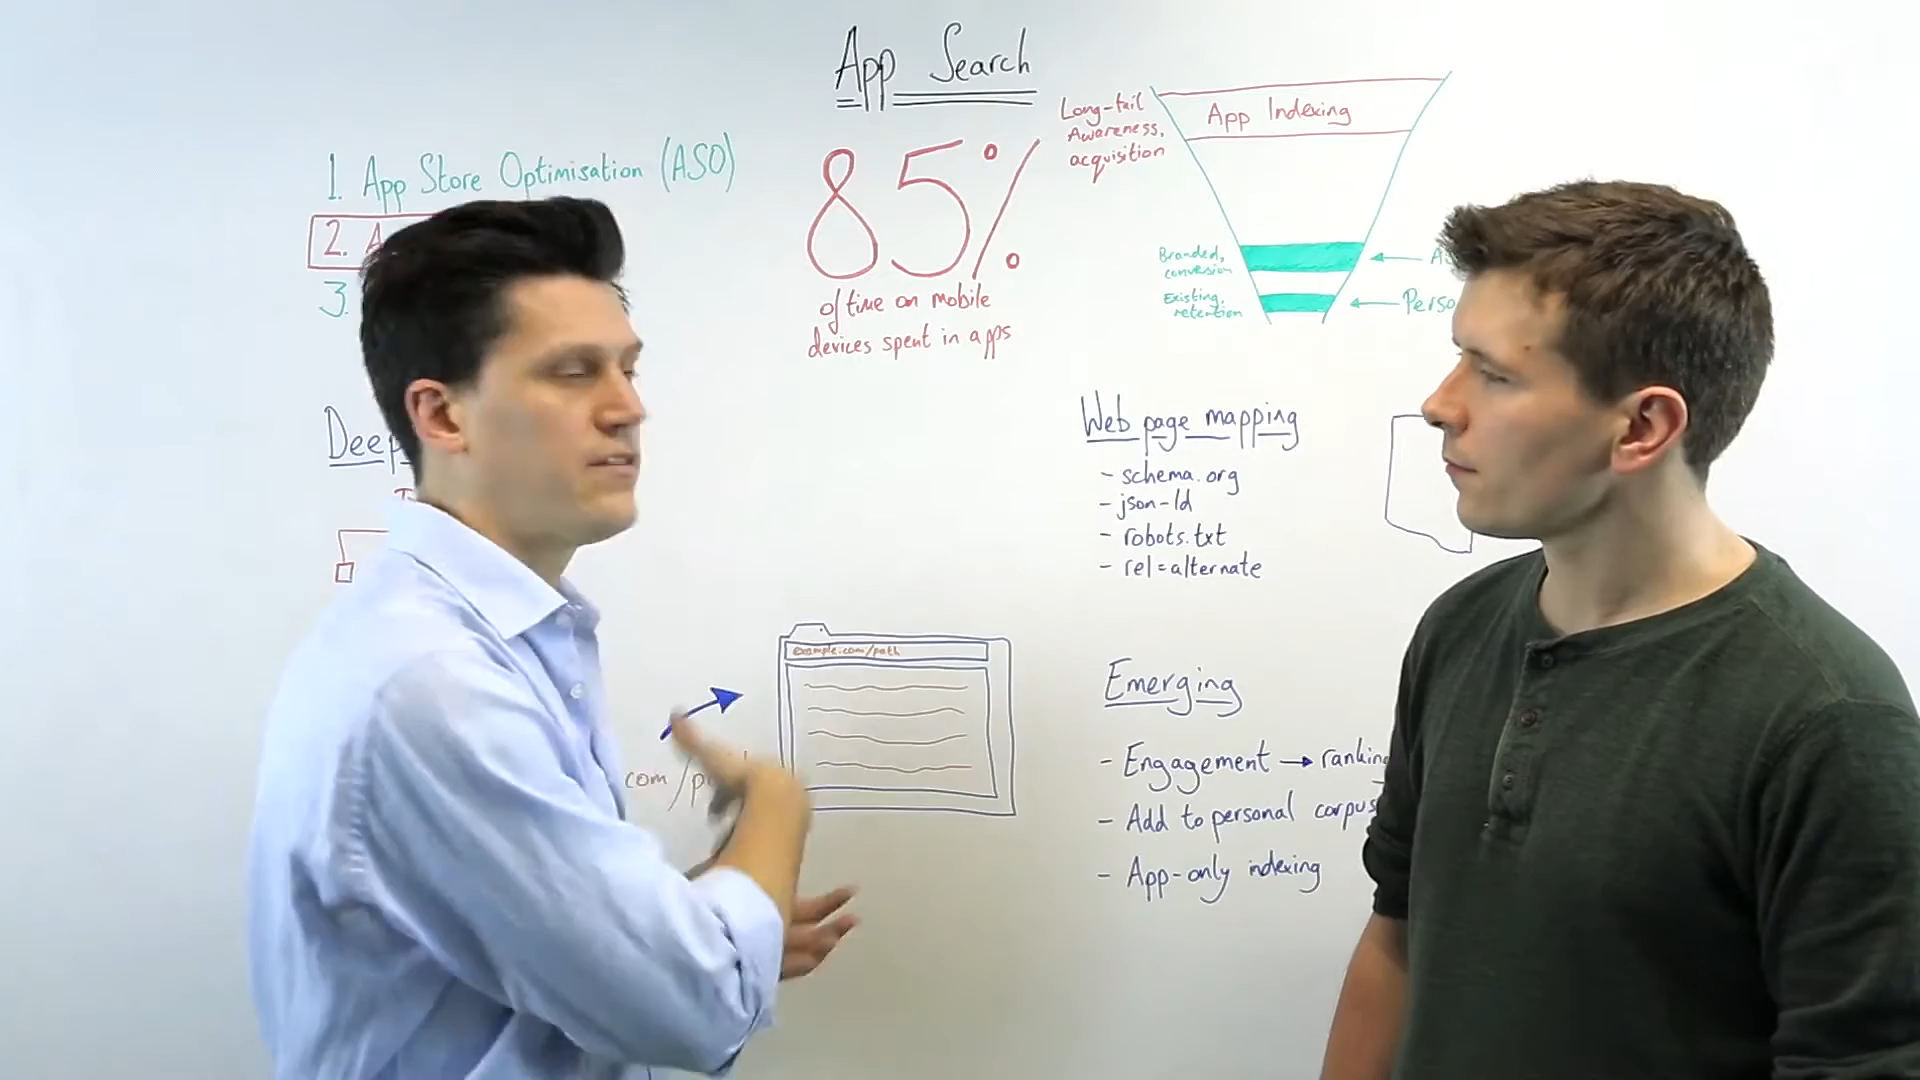 App Search
1. App Store Optimisation (ASO)
2.
3.
85%
of time on mobile
devices spent in apps
Long-tail
Awareness,
acquisition
App Indexing
Branded,
conversion
Existing,
retention
Web page mapping
- schema.org
- json-ld
- robots.txt
- rel=alternate
example.com/path
com/
Emerging
- Engagement → ranking
- Add to personal corpus
- App-only indexing